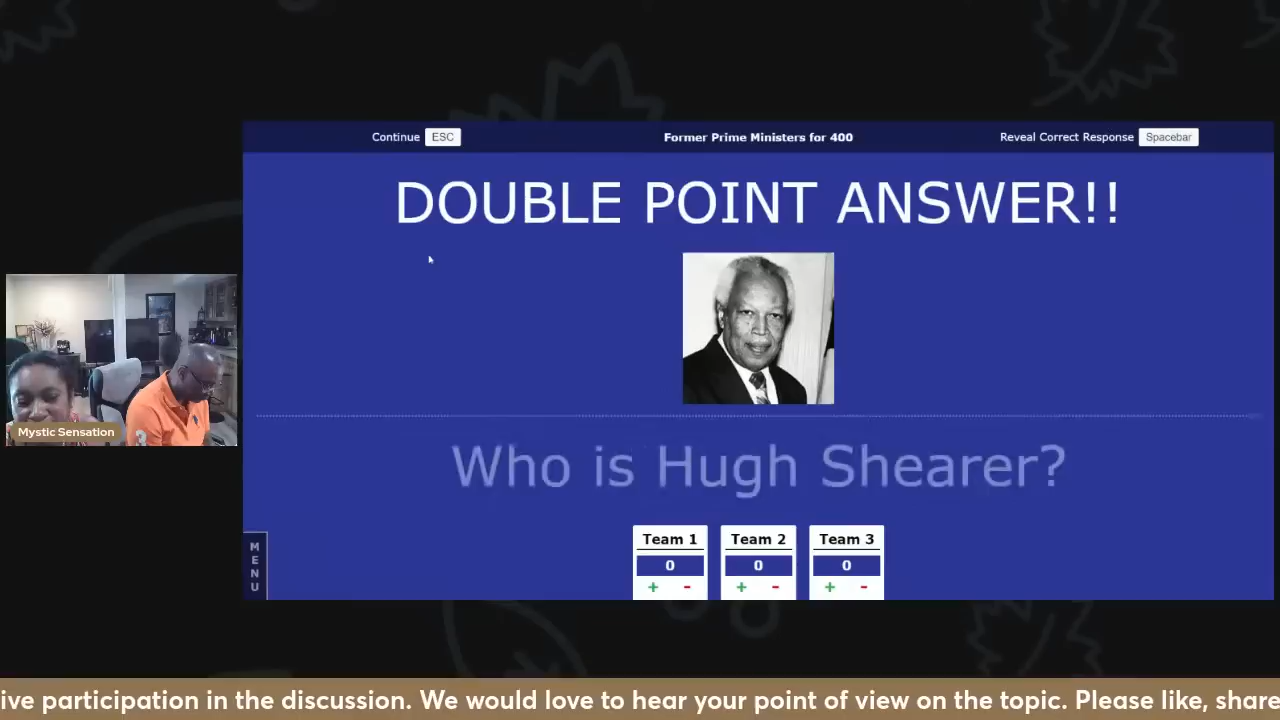 Continue ESC
Former Prime Ministers for 400
Reveal Correct Response Spacebar
DOUBLE POINT ANSWER!!
Who is Hugh Shearer?
Mystic Sensation
3
MENU
Team 1 Team 2 Team 3
0 0 0
+ - + - + -
ive participation in the discussion. We would love to hear your point of view on the topic. Please like, share